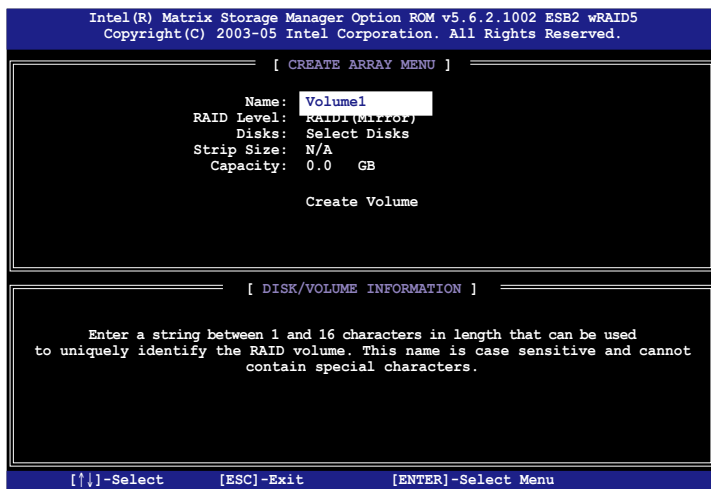 Intel(R) Matrix Storage Manager Option ROM v5.6.2.1002 ESB2 wRAID5
Copyright(C) 2003-05 Intel Corporation. All Rights Reserved.
[ CREATE ARRAY MENU ]
Name: Volume1
RAID Level: RAID1(Mirror)
Disks: Select Disks
Strip Size: N/A
Capacity: 0.0 GB
Create Volume
[ DISK/VOLUME INFORMATION ]
Enter a string between 1 and 16 characters in length that can be used
to uniquely identify the RAID volume. This name is case sensitive and cannot
contain special characters.
[↑↓]-Select [ESC]-Exit [ENTER]-Select Menu